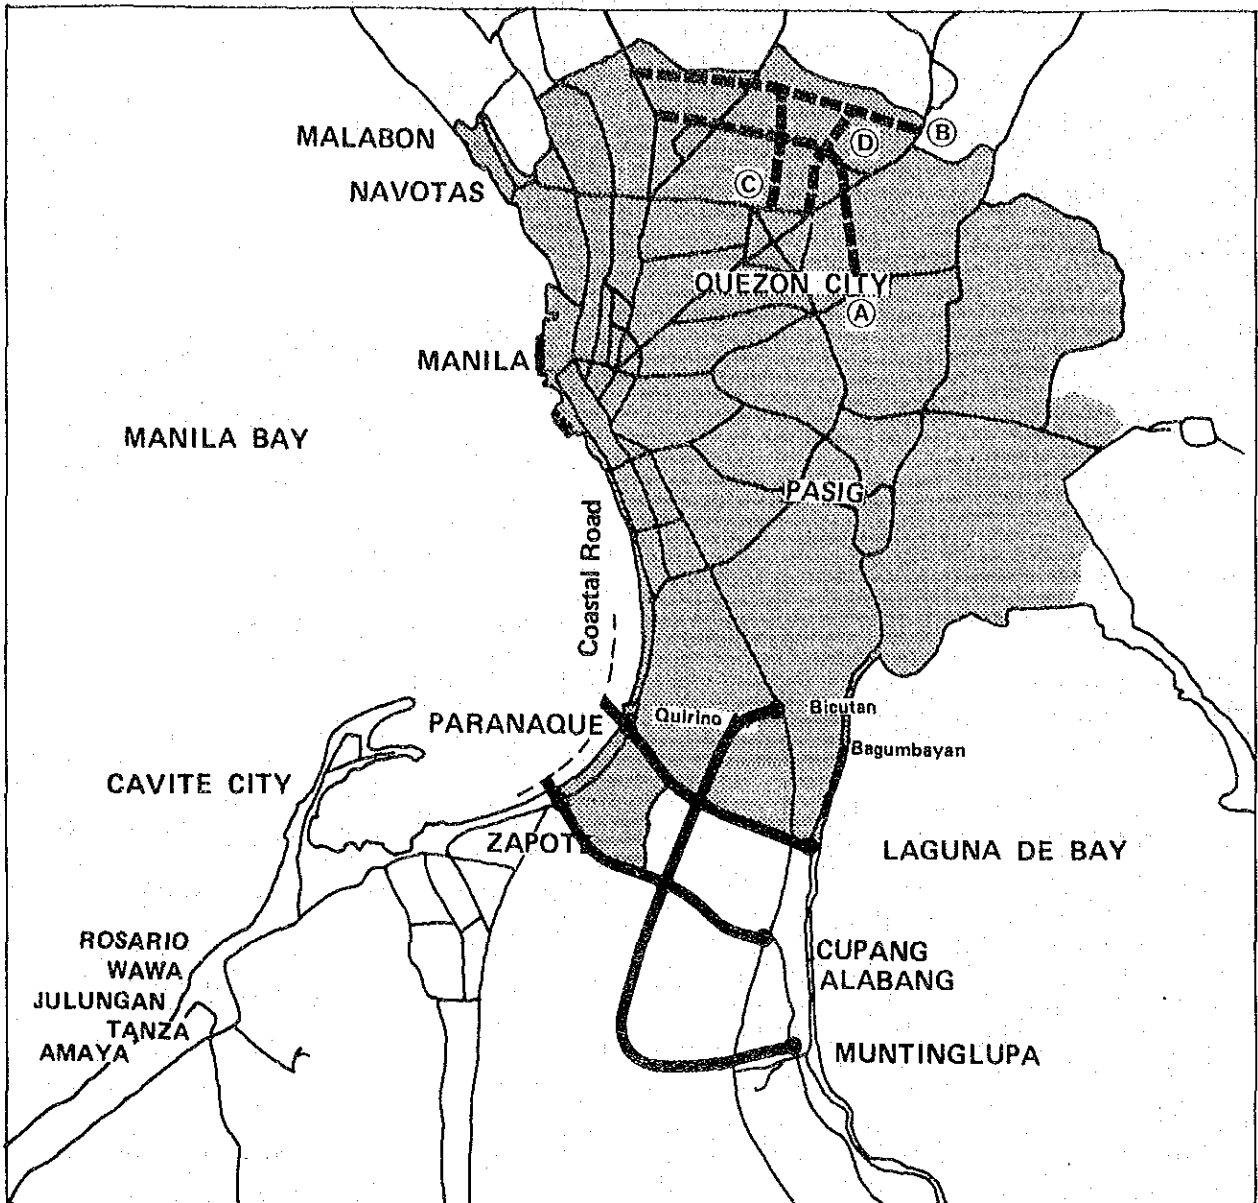 MALABON
NAVOTAS
Ⓑ
Ⓓ
Ⓒ
QUEZON CITY
Ⓐ
MANILA
MANILA BAY
PASIG
Coastal Road
PARANAQUE
Quirino
Bicutan
Bagumbayan
CAVITE CITY
ZAPOTE
LAGUNA DE BAY
ROSARIO
WAWA
JULUNGAN
TANZA
AMAYA
CUPANG
ALABANG
MUNTINGLUPA